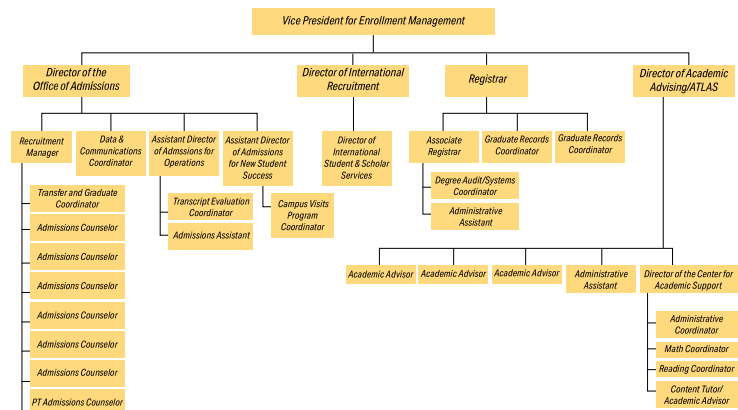 Vice President for Enrollment Management
Director of the
Office of Admissions
Director of International
Recruitment
Registrar
Director of Academic
Advising/ATLAS
Recruitment
Manager
Data &
Communications
Coordinator
Assistant Director
of Admssions for
Operations
Assistant Director
of Admissions
for New Student
Success
Director of
International
Student & Scholar
Services
Associate
Registrar
Graduate Records
Coordinator
Graduate Records
Coordinator
Transfer and Graduate
Coordinator
Admissions Counselor
Admissions Counselor
Admissions Counselor
Admissions Counselor
Admissions Counselor
Admissions Counselor
PT Admissions Counselor
Transcript Evaluation
Coordinator
Admissions Assistant
Campus Visits
Program
Coordinator
Degree Audit/Systems
Coordinator
Administrative
Assistant
Academic Advisor
Academic Advisor
Academic Advisor
Administrative
Assistant
Director of the Center for
Academic Support
Administrative
Coordinator
Math Coordinator
Reading Coordinator
Content Tutor/
Academic Advisor